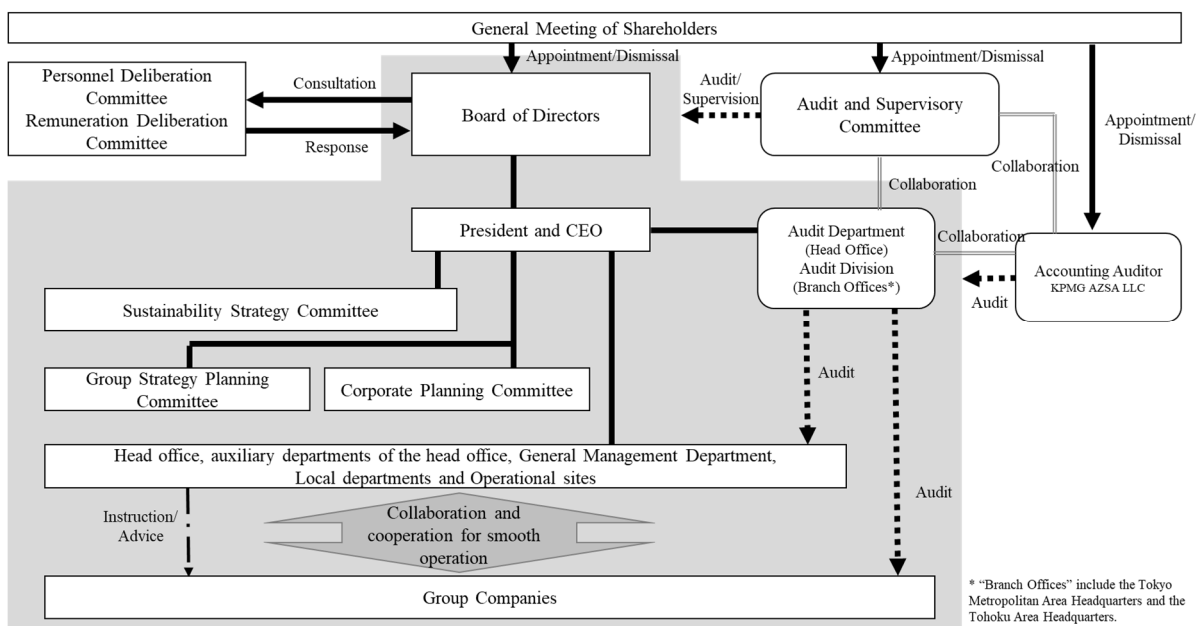 General Meeting of Shareholders
Appointment/Dismissal
Appointment/Dismissal
Personnel Deliberation
Committee
Remuneration Deliberation
Committee
Consultation
Response
Board of Directors
Audit/
Supervision
Audit and Supervisory
Committee
Appointment/
Dismissal
Collaboration
Collaboration
President and CEO
Audit Department
(Head Office)
Audit Division
(Branch Offices*)
Collaboration
Accounting Auditor
KPMG AZSA LLC
Audit
Sustainability Strategy Committee
Group Strategy Planning
Committee
Corporate Planning Committee
Audit
Head office, auxiliary departments of the head office, General Management Department,
Local departments and Operational sites
Instruction/
Advice
Collaboration and
cooperation for smooth
operation
Audit
Group Companies
* “Branch Offices” include the Tokyo
Metropolitan Area Headquarters and the
Tohoku Area Headquarters.